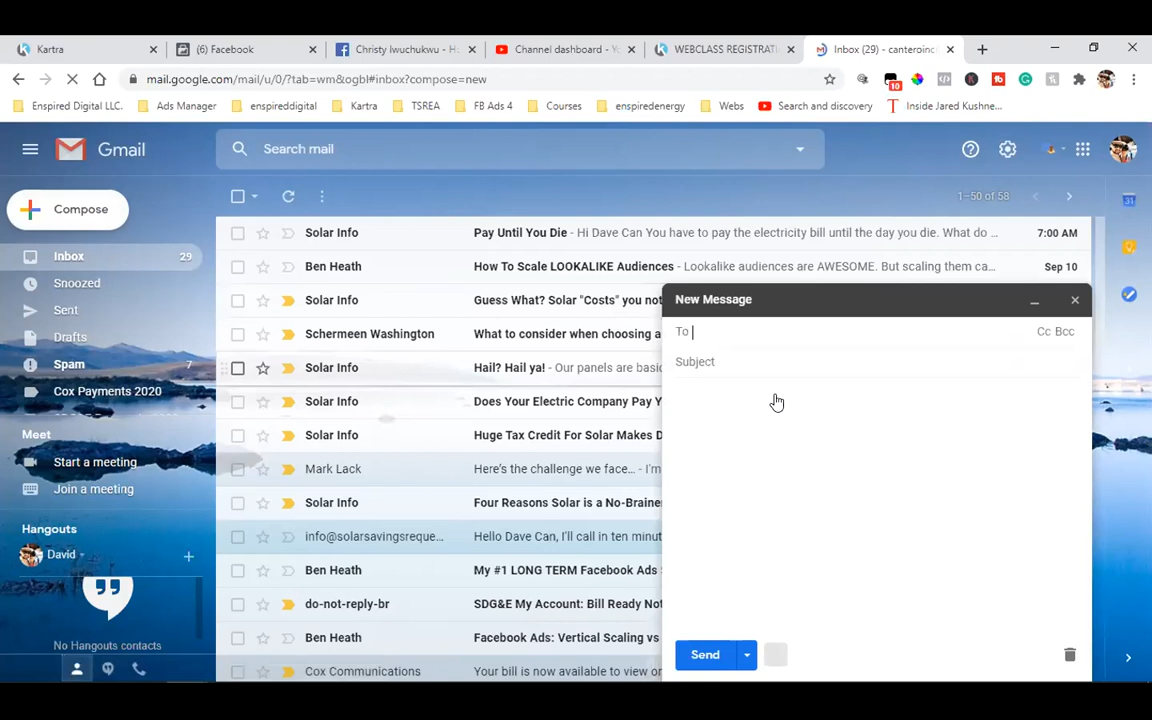 Kartra
(6) Facebook
Christy Iwuchukwu - H
Channel dashboard - Yo
WEBCLASS REGISTRATI
Inbox (29) - canteroinc
mail.google.com/mail/u/0/?tab=wm&ogbl#inbox?compose=new
10
Enspired Digital LLC.
Ads Manager
enspireddigital
Kartra
TSREA
FB Ads 4
Courses
enspiredenergy
Webs
Search and discovery
Inside Jared Kushne...
Gmail
Search mail
Compose
1–50 of 58
Inbox 29
Snoozed
Sent
Drafts
Spam 7
Cox Payments 2020
Meet
Start a meeting
Join a meeting
Hangouts
David
No Hangouts contacts
Solar Info Pay Until You Die - Hi Dave Can You have to pay the electricity bill until the day you die. What do ... 7:00 AM
Ben Heath How To Scale LOOKALIKE Audiences - Lookalike audiences are AWESOME. But scaling them ca... Sep 10
Solar Info Guess What? Solar "Costs" you not
Schermeen Washington What to consider when choosing a
Solar Info Hail? Hail ya! - Our panels are basic
Solar Info Does Your Electric Company Pay Y
Solar Info Huge Tax Credit For Solar Makes D
Mark Lack Here's the challenge we face... - I'm
Solar Info Four Reasons Solar is a No-Brainer
info@solarsavingsreque... Hello Dave Can, I'll call in ten minut
Ben Heath My #1 LONG TERM Facebook Ads
do-not-reply-br SDG&E My Account: Bill Ready Not
Ben Heath Facebook Ads: Vertical Scaling vs
Cox Communications Your bill is now available to view or
New Message
To
Cc Bcc
Subject
Send